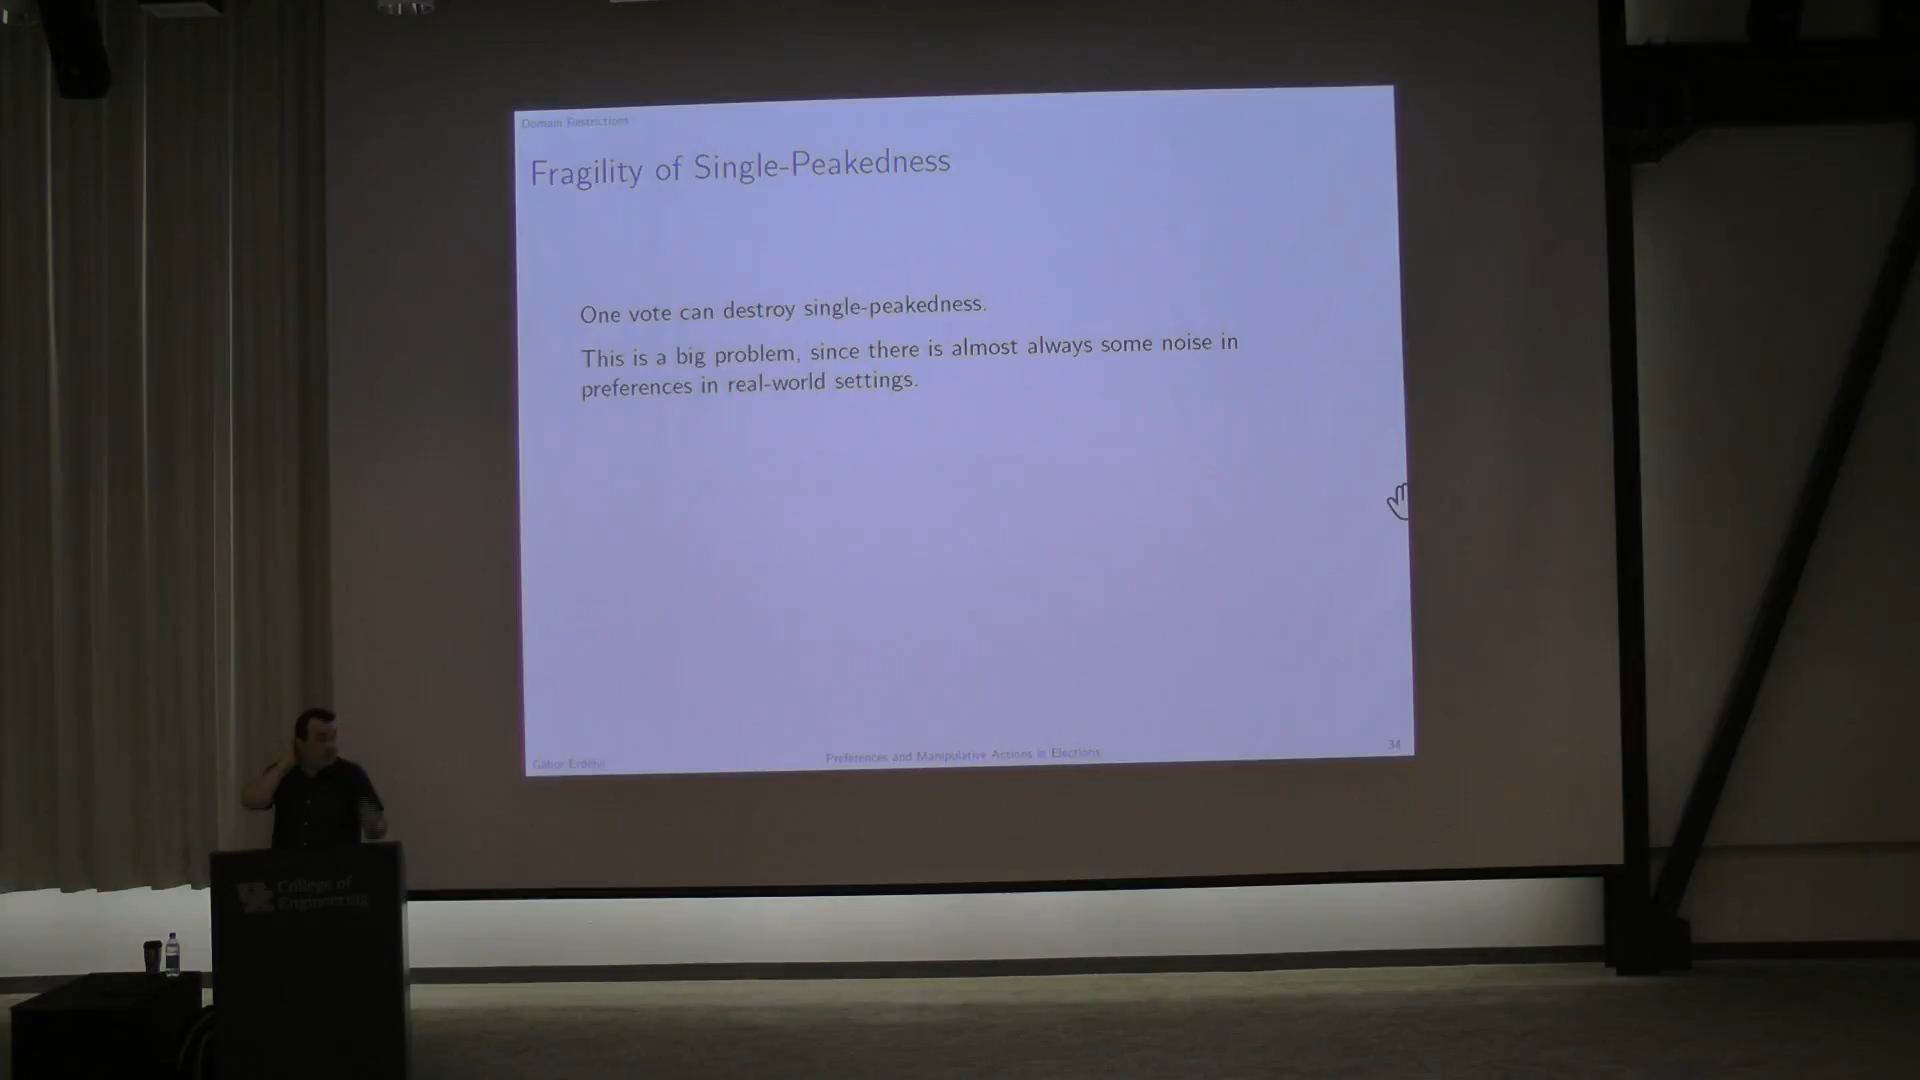 Domain Restrictions
Fragility of Single-Peakedness
One vote can destroy single-peakedness.
This is a big problem, since there is almost always some noise in
preferences in real-world settings.
Gábor Erdélyi
Preferences and Manipulative Actions in Elections
34
College of
Engineering